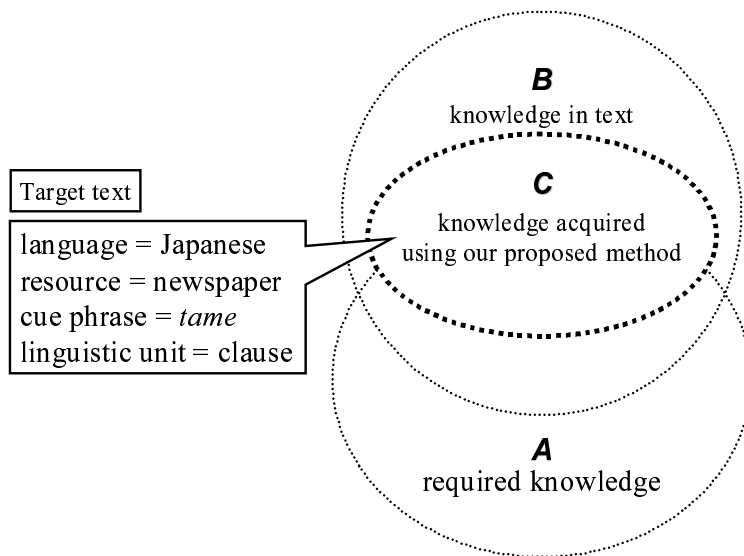 B
knowledge in text
C
knowledge acquired
using our proposed method
Target text
language = Japanese
resource = newspaper
cue phrase = tame
linguistic unit = clause
A
required knowledge